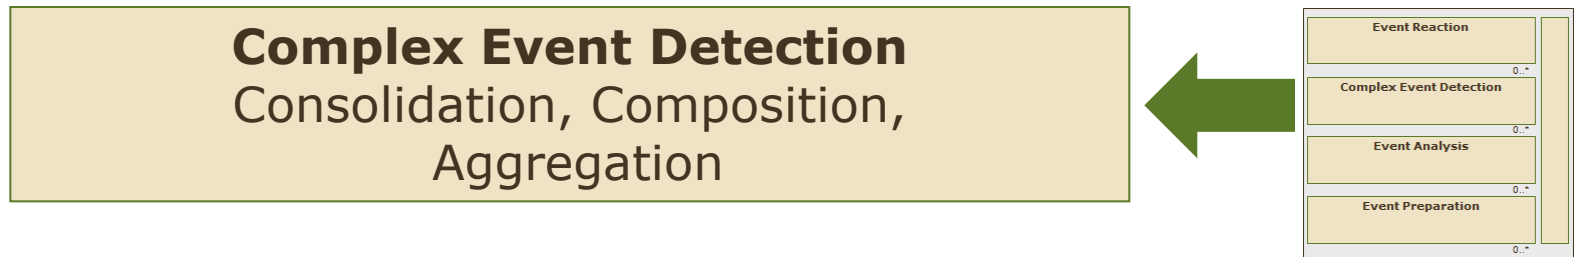 Complex Event Detection
Consolidation, Composition,
Aggregation
Event Reaction
0..*
Complex Event Detection
0..*
Event Analysis
0..*
Event Preparation
0..*